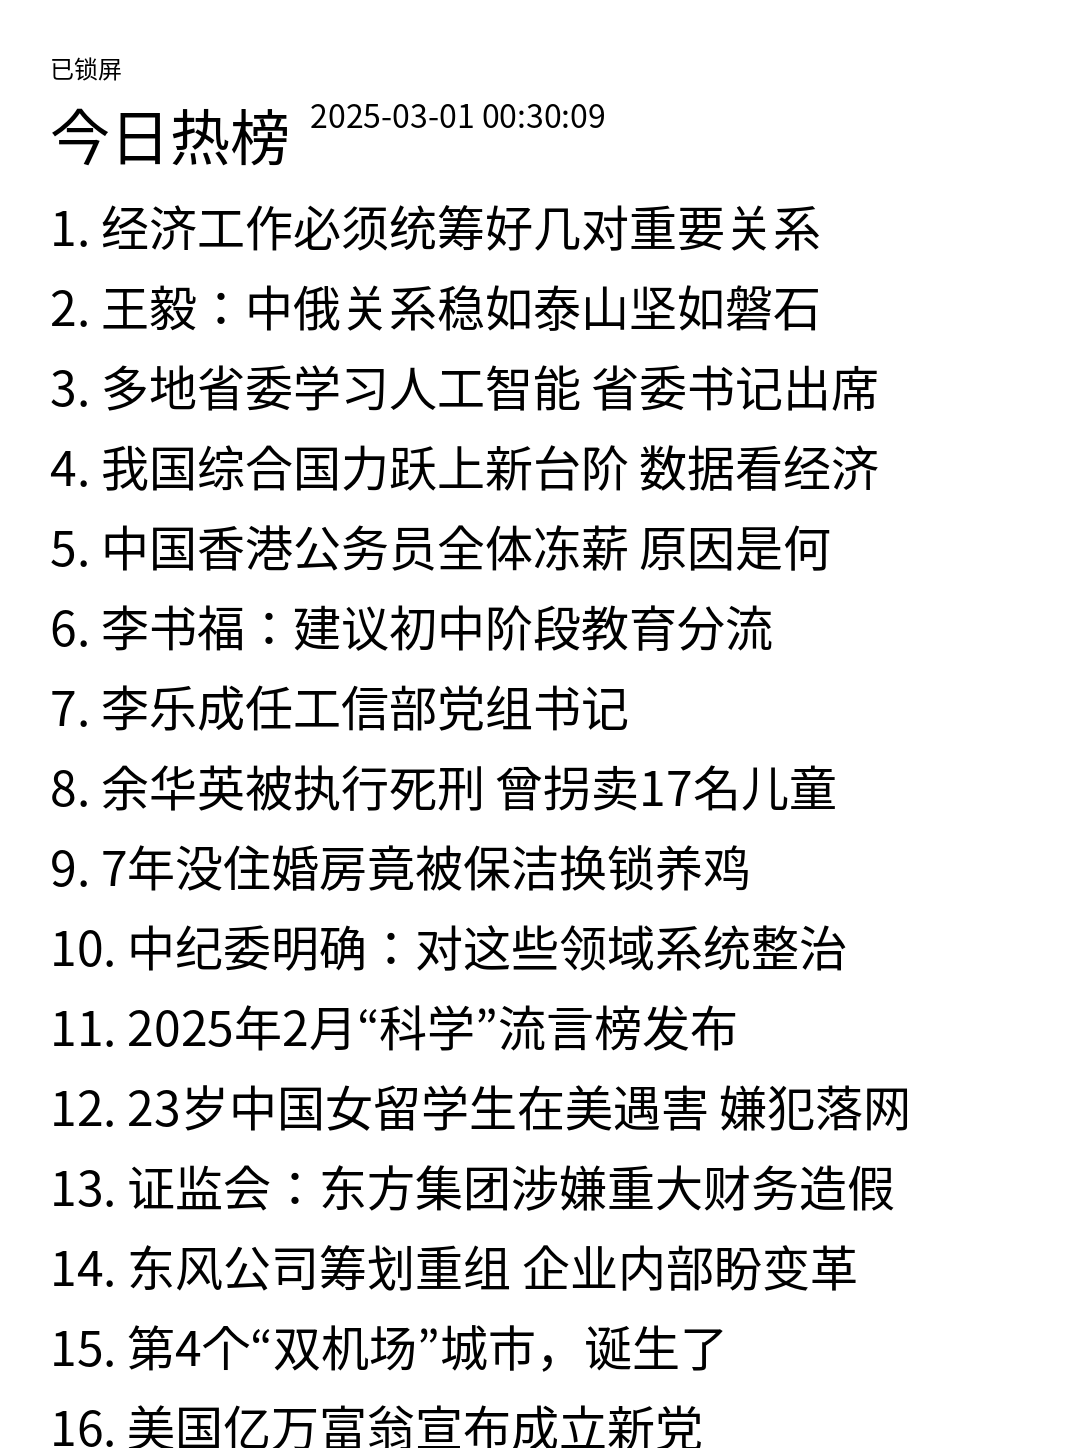 已锁屏
今日热榜 2025-03-01 00:30:09
1. 经济工作必须统筹好几对重要关系
2. 王毅：中俄关系稳如泰山坚如磐石
3. 多地省委学习人工智能 省委书记出席
4. 我国综合国力跃上新台阶 数据看经济
5. 中国香港公务员全体冻薪 原因是何
6. 李书福：建议初中阶段教育分流
7. 李乐成任工信部党组书记
8. 余华英被执行死刑 曾拐卖17名儿童
9. 7年没住婚房竟被保洁换锁养鸡
10. 中纪委明确：对这些领域系统整治
11. 2025年2月“科学”流言榜发布
12. 23岁中国女留学生在美遇害 嫌犯落网
13. 证监会：东方集团涉嫌重大财务造假
14. 东风公司筹划重组 企业内部盼变革
15. 第4个“双机场”城市，诞生了
16. 美国亿万富翁宣布成立新党